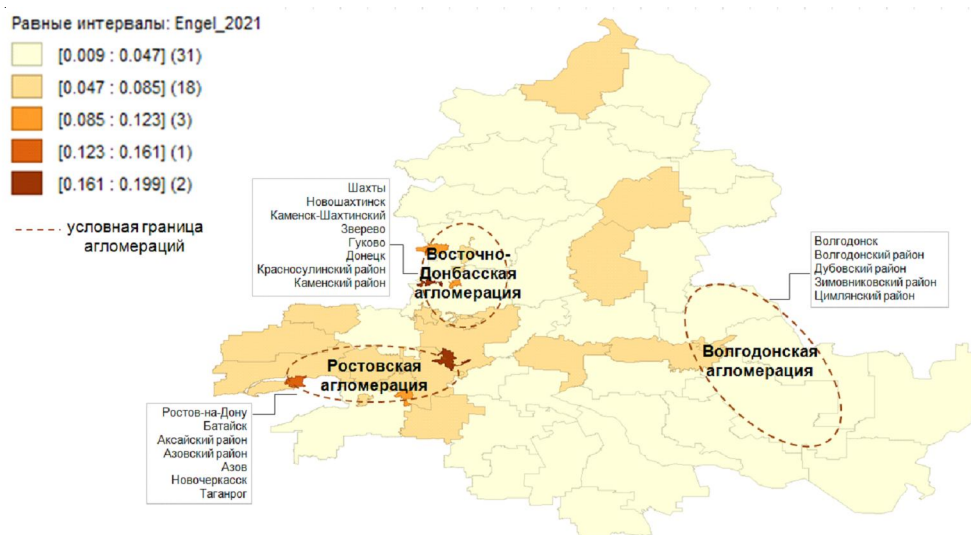 Равные интервалы: Engel_2021
[0.009 : 0.047] (31)
[0.047 : 0.085] (18)
[0.085 : 0.123] (3)
[0.123 : 0.161] (1)
[0.161 : 0.199] (2)
условная граница
агломераций
Шахты
Новошахтинск
Каменск-Шахтинский
Зверево
Гуково
Донецк
Красносулинский район
Каменский район
Восточно-
Донбасская
агломерация
Волгодонск
Волгодонский район
Дубовский район
Зимовниковский район
Цимлянский район
Волгодонская
агломерация
Ростовская
агломерация
Ростов-на-Дону
Батайск
Аксайский район
Азовский район
Азов
Новочеркасск
Таганрог